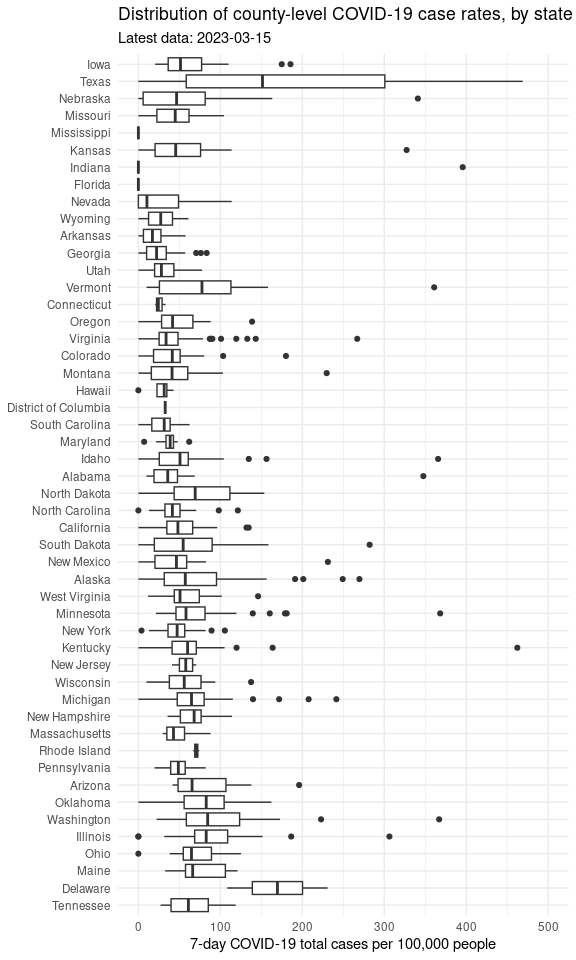 Distribution of county-level COVID-19 case rates, by state
Latest data: 2023-03-15
Iowa
Texas
Nebraska
Missouri
Mississippi
Kansas
Indiana
Florida
Nevada
Wyoming
Arkansas
Georgia
Utah
Vermont
Connecticut
Oregon
Virginia
Colorado
Montana
Hawaii
District of Columbia
South Carolina
Maryland
Idaho
Alabama
North Dakota
North Carolina
California
South Dakota
New Mexico
Alaska
West Virginia
Minnesota
New York
Kentucky
New Jersey
Wisconsin
Michigan
New Hampshire
Massachusetts
Rhode Island
Pennsylvania
Arizona
Oklahoma
Washington
Illinois
Ohio
Maine
Delaware
Tennessee
0 100 200 300 400 500
7-day COVID-19 total cases per 100,000 people